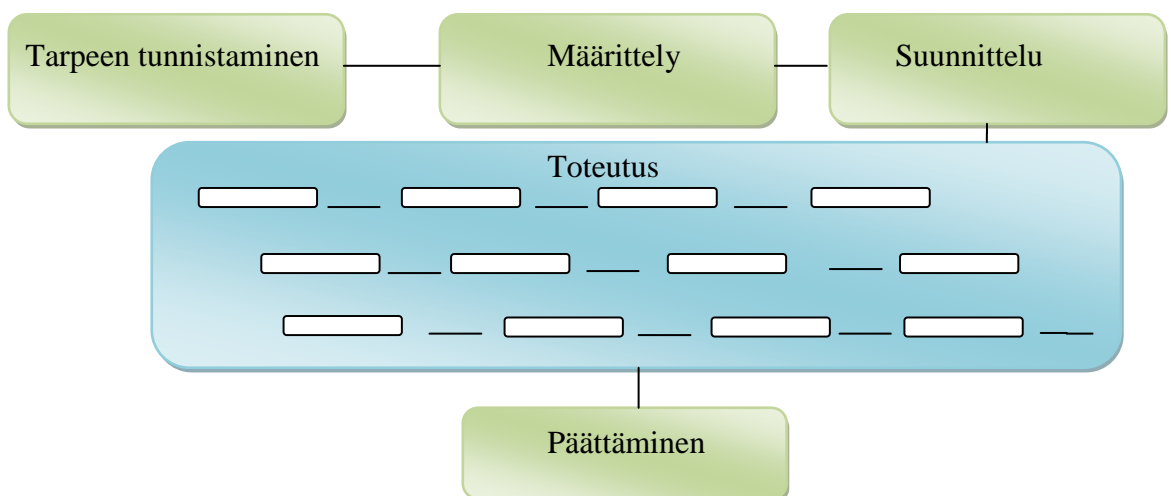 Tarpeen tunnistaminen
Määrittely
Suunnittelu
Toteutus
Päättäminen